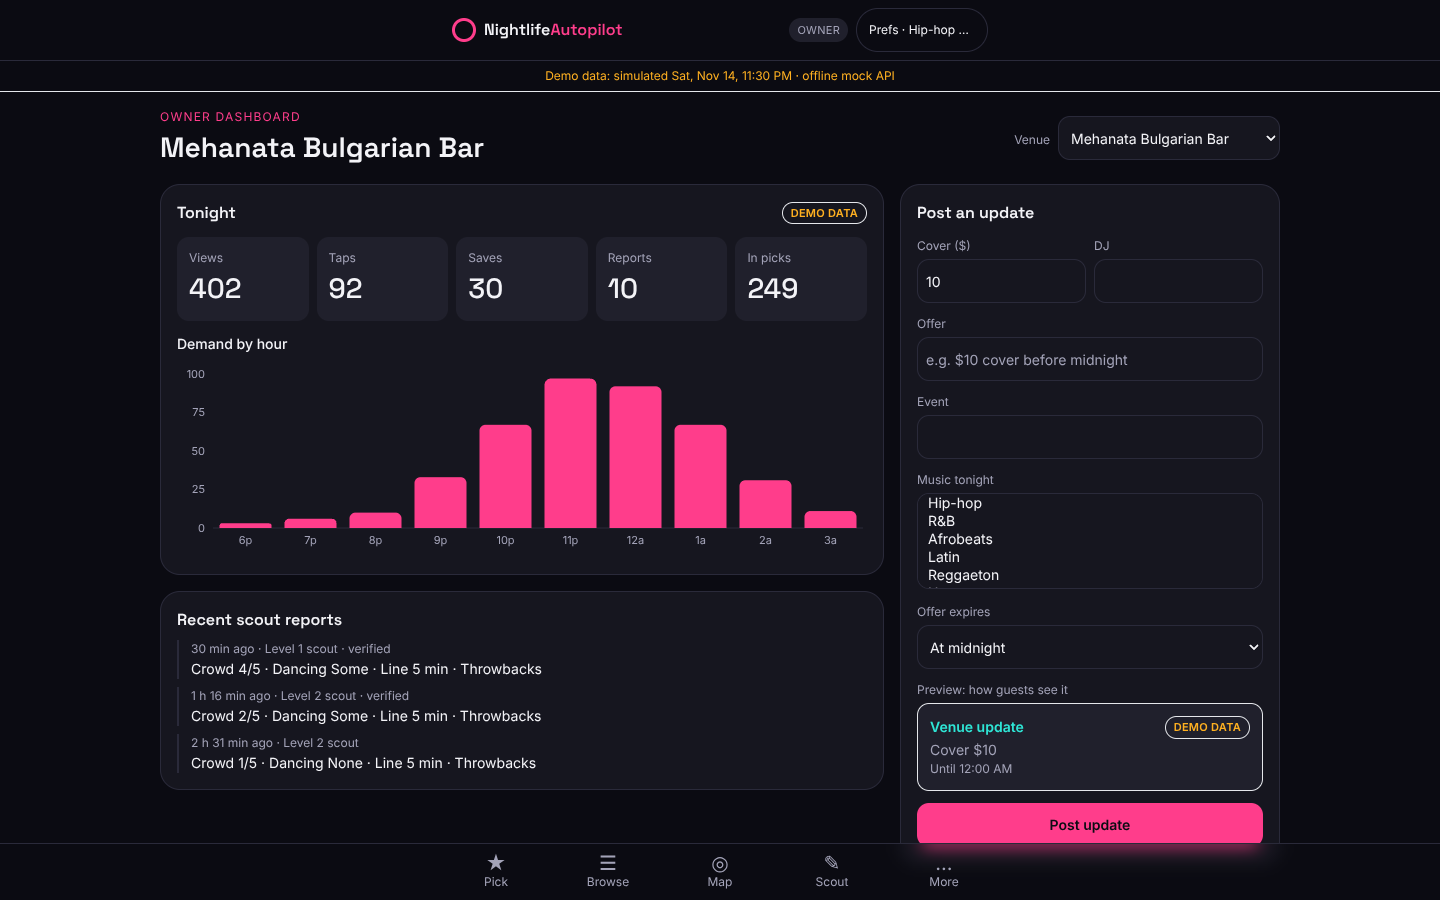 NightlifeAutopilot
OWNER
Prefs · Hip-hop ...
Demo data: simulated Sat, Nov 14, 11:30 PM · offline mock API
OWNER DASHBOARD
Mehanata Bulgarian Bar
Venue
Mehanata Bulgarian Bar
Tonight
DEMO DATA
Views
402
Taps
92
Saves
30
Reports
10
In picks
249
Demand by hour
100
75
50
25
0
6p
7p
8p
9p
10p
11p
12a
1a
2a
3a
Recent scout reports
30 min ago · Level 1 scout · verified
Crowd 4/5 · Dancing Some · Line 5 min · Throwbacks
1 h 16 min ago · Level 2 scout · verified
Crowd 2/5 · Dancing Some · Line 5 min · Throwbacks
2 h 31 min ago · Level 2 scout
Crowd 1/5 · Dancing None · Line 5 min · Throwbacks
Post an update
Cover ($)
DJ
10
Offer
e.g. $10 cover before midnight
Event
Music tonight
Hip-hop
R&B
Afrobeats
Latin
Reggaeton
Offer expires
At midnight
Preview: how guests see it
Venue update
DEMO DATA
Cover $10
Until 12:00 AM
Post update
Pick
Browse
Map
Scout
More